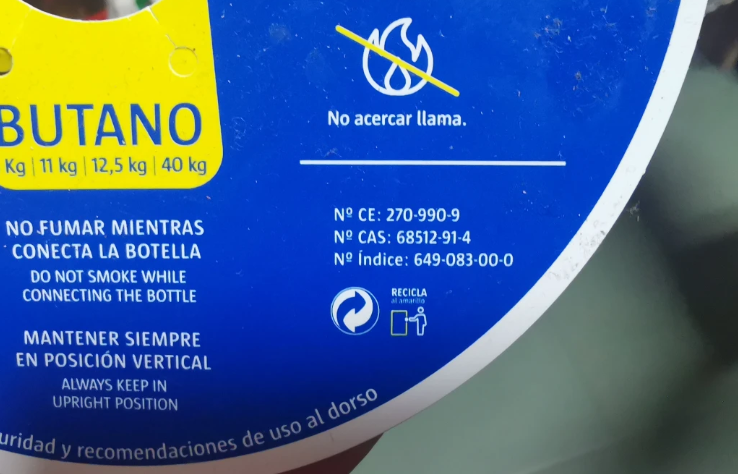 BUTANO
Kg | 11 kg | 12,5 kg | 40 kg
NO FUMAR MIENTRAS
CONECTA LA BOTELLA
DO NOT SMOKE WHILE
CONNECTING THE BOTTLE
MANTENER SIEMPRE
EN POSICIÓN VERTICAL
ALWAYS KEEP IN
UPRIGHT POSITION
No acercar llama.
Nº CE: 270-990-9
Nº CAS: 68512-91-4
Nº Índice: 649-083-00-0
RECICLA
al amarillo
y recomendaciones de uso al dorso